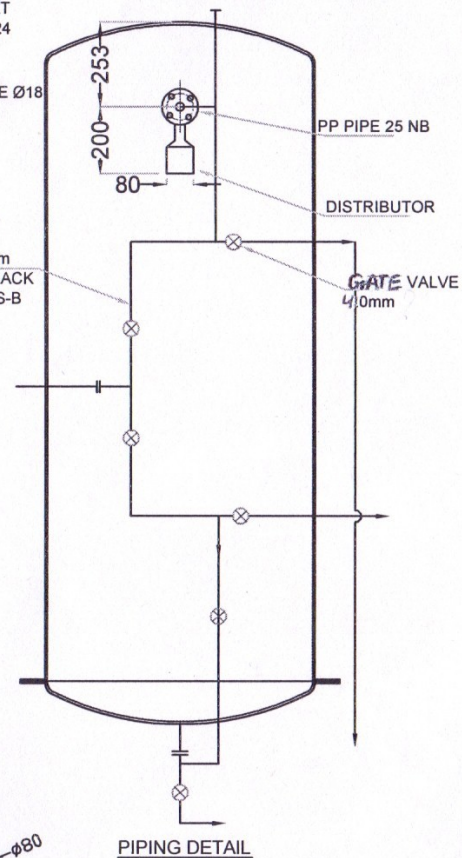 T
24
253
E Ø18
200
PP PIPE 25 NB
80
DISTRIBUTOR
m
ACK
S-B
GATE VALVE
40mm
PIPING DETAIL
ø80